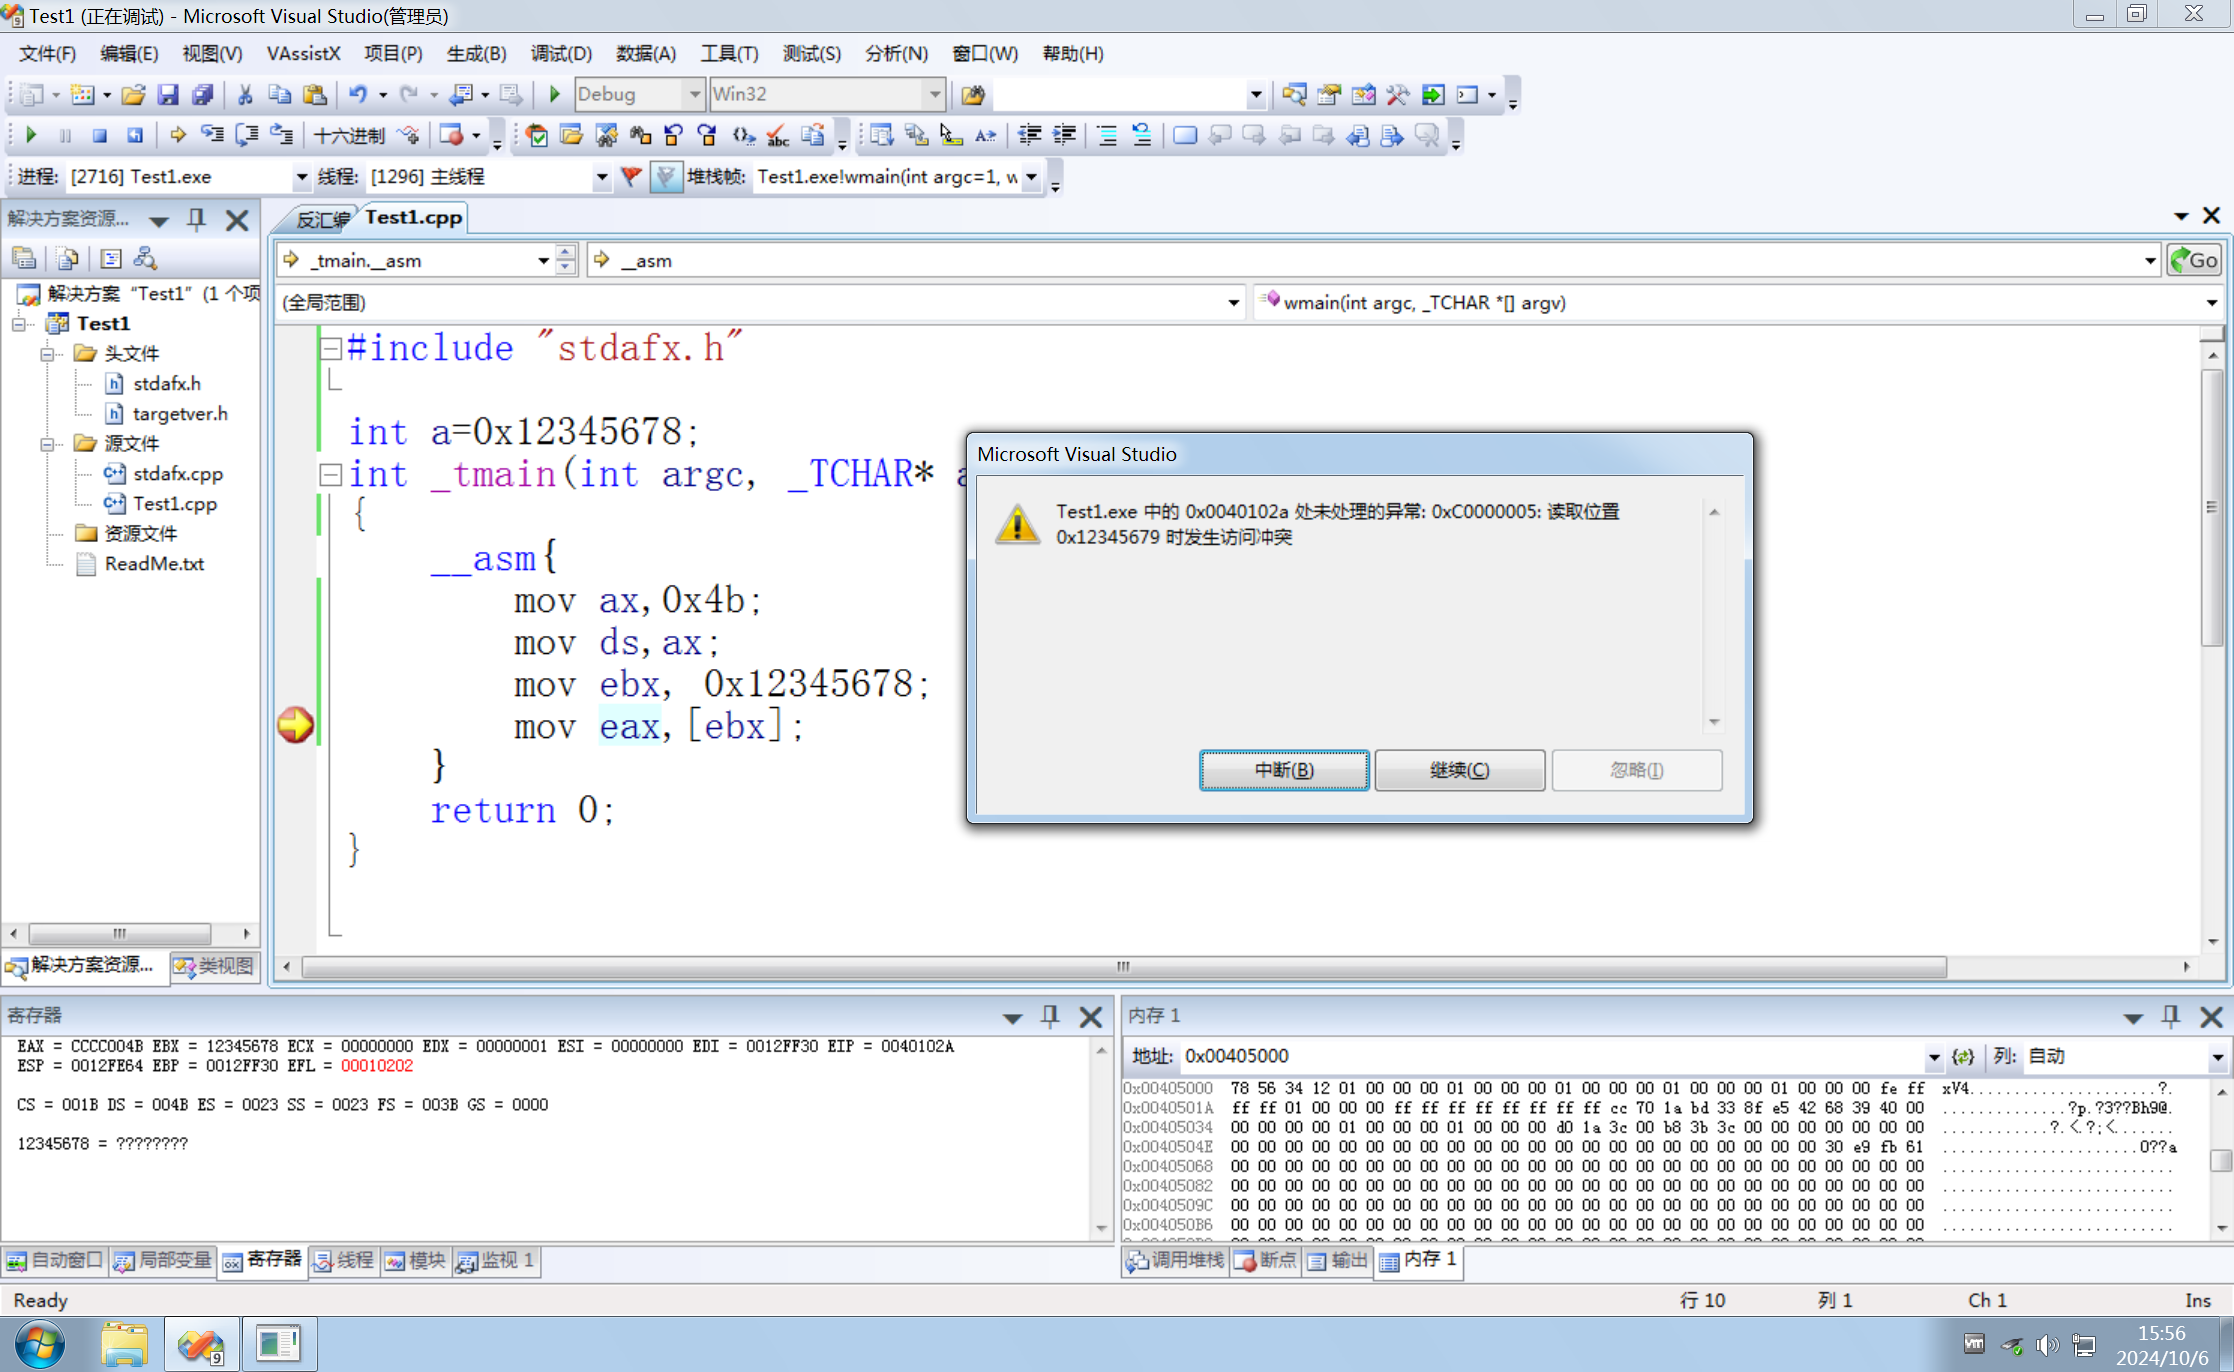 Test1 (正在调试) - Microsoft Visual Studio(管理员)
文件(F) 编辑(E) 视图(V) VAssistX 项目(P) 生成(B) 调试(D) 数据(A) 工具(T) 测试(S) 分析(N) 窗口(W) 帮助(H)
Debug Win32
十六进制
进程: [2716] Test1.exe 线程: [1296] 主线程 堆栈帧: Test1.exe!wmain(int argc=1, w
解决方案资源...
反汇编 Test1.cpp
_tmain.__asm __asm Go
(全局范围) wmain(int argc, _TCHAR *[] argv)
解决方案 "Test1" (1 个项
Test1
头文件
stdafx.h
targetver.h
源文件
stdafx.cpp
Test1.cpp
资源文件
ReadMe.txt
解决方案资源... 类视图
#include "stdafx.h"
int a=0x12345678;
int _tmain(int argc, _TCHAR* a
{
__asm{
mov ax,0x4b;
mov ds,ax;
mov ebx, 0x12345678;
mov eax,[ebx];
}
return 0;
}
Microsoft Visual Studio
Test1.exe 中的 0x0040102a 处未处理的异常: 0xC0000005: 读取位置
0x12345679 时发生访问冲突
中断(B) 继续(C) 忽略(I)
寄存器
EAX = CCCC004B EBX = 12345678 ECX = 00000000 EDX = 00000001 ESI = 00000000 EDI = 0012FF30 EIP = 0040102A
ESP = 0012FE64 EBP = 0012FF30 EFL = 00010202
CS = 001B DS = 004B ES = 0023 SS = 0023 FS = 003B GS = 0000
12345678 = ????????
自动窗口 局部变量 寄存器 线程 模块 监视 1
内存 1
地址: 0x00405000 列: 自动
0x00405000 78 56 34 12 01 00 00 00 01 00 00 00 01 00 00 00 01 00 00 00 01 00 00 00 fe ff xV4....................?.
0x0040501A ff ff 01 00 00 00 ff ff ff ff ff ff ff ff cc 70 1a bd 33 8f e5 42 68 39 40 00 ..............?p.?3??Bh9@.
0x00405034 00 00 00 00 01 00 00 00 01 00 00 00 d0 1a 3c 00 b8 3b 3c 00 00 00 00 00 00 00 ............?.<.?;<.......
0x0040504E 00 00 00 00 00 00 00 00 00 00 00 00 00 00 00 00 00 00 00 00 00 00 30 e9 fb 61 ......................0??a
0x00405068 00 00 00 00 00 00 00 00 00 00 00 00 00 00 00 00 00 00 00 00 00 00 00 00 00 00 ..........................
0x00405082 00 00 00 00 00 00 00 00 00 00 00 00 00 00 00 00 00 00 00 00 00 00 00 00 00 00 ..........................
0x0040509C 00 00 00 00 00 00 00 00 00 00 00 00 00 00 00 00 00 00 00 00 00 00 00 00 00 00 ..........................
0x004050B6 00 00 00 00 00 00 00 00 00 00 00 00 00 00 00 00 00 00 00 00 00 00 00 00 00 00 ..........................
调用堆栈 断点 输出 内存 1
Ready 行 10 列 1 Ch 1 Ins
15:56
2024/10/6